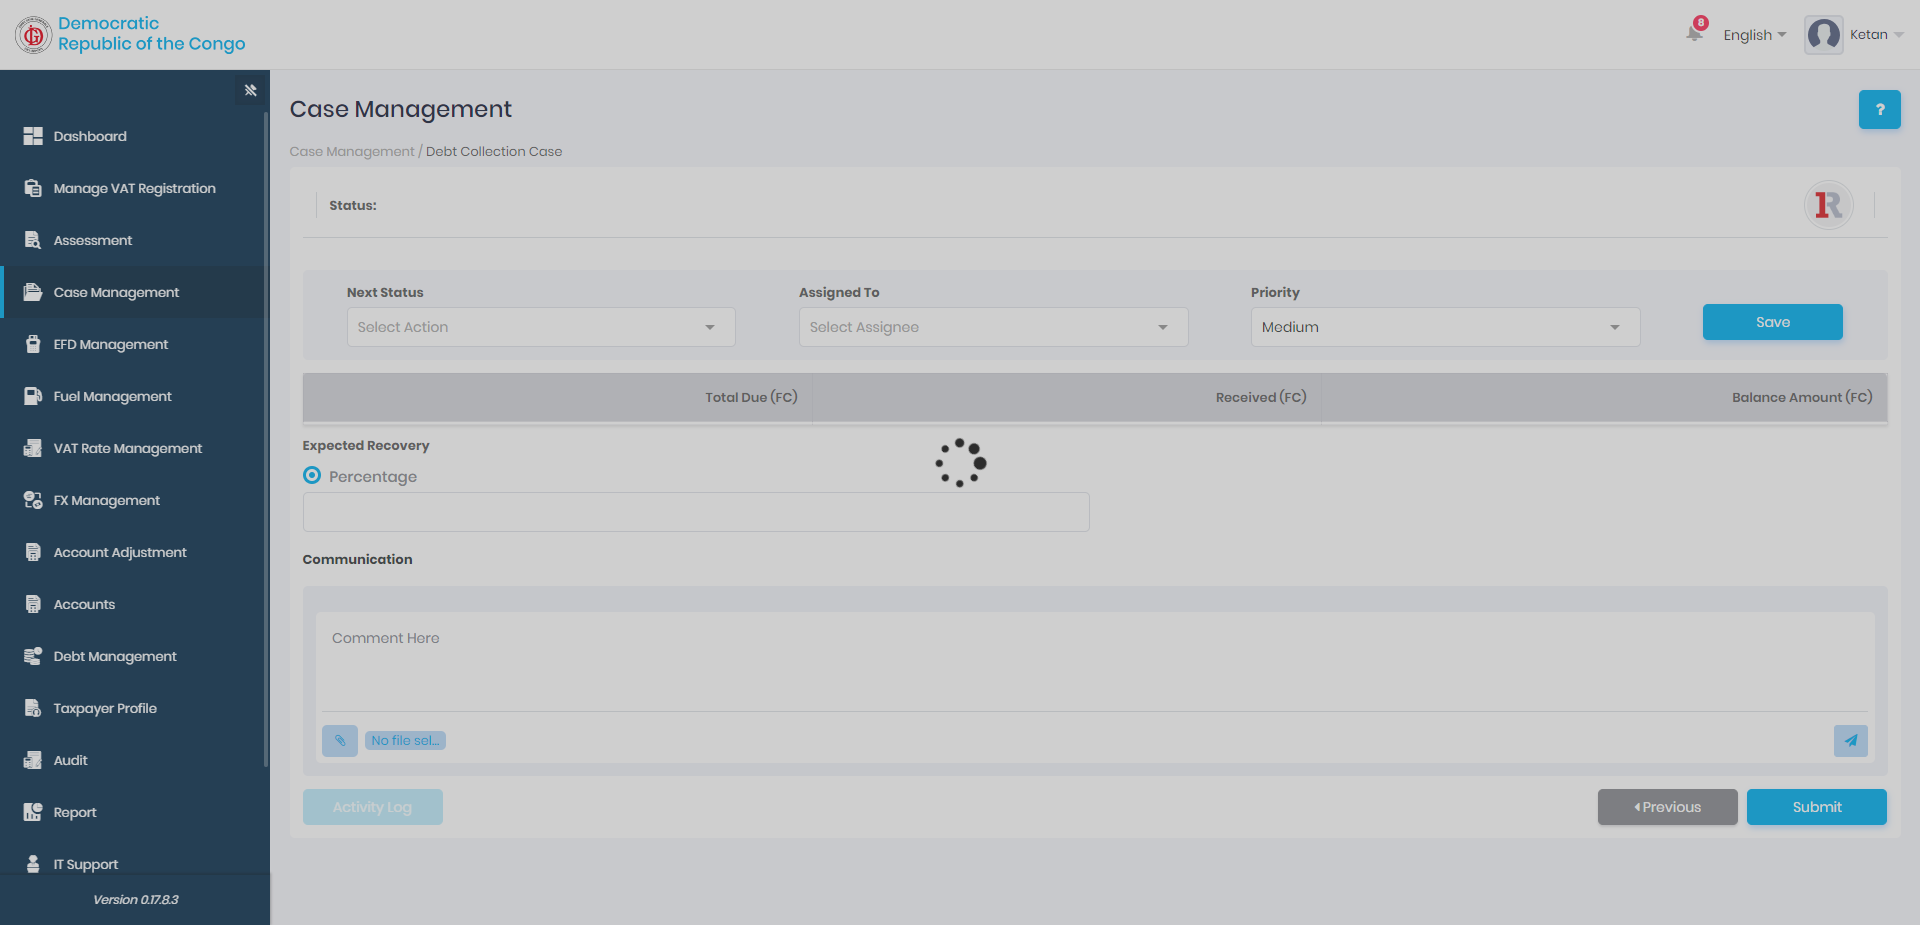 Democratic
Republic of the Congo
8
English
Ketan
Dashboard
Manage VAT Registration
Assessment
Case Management
EFD Management
Fuel Management
VAT Rate Management
FX Management
Account Adjustment
Accounts
Debt Management
Taxpayer Profile
Audit
Report
IT Support
Version 0.17.8.3
Case Management
?
Case Management / Debt Collection Case
Status:
1R
Next Status
Assigned To
Priority
Select Action
Select Assignee
Medium
Save
Total Due (FC)
Received (FC)
Balance Amount (FC)
Expected Recovery
Percentage
Communication
Comment Here
No file sel...
Activity Log
Previous
Submit